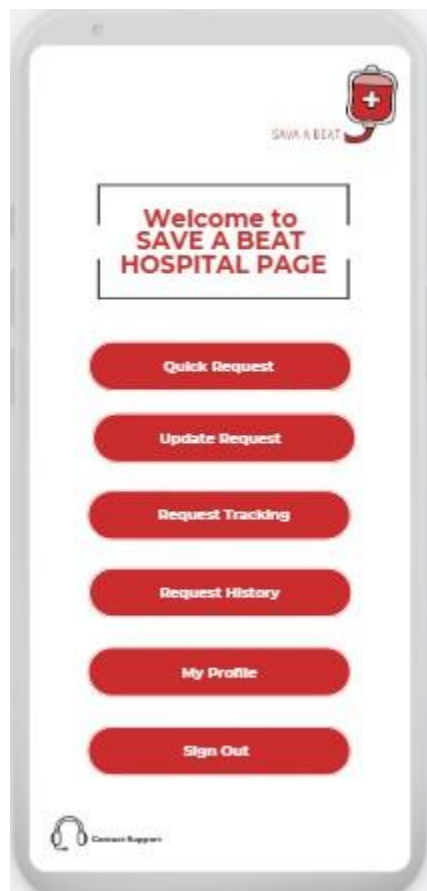 SAVA A BEAT
Welcome to
SAVE A BEAT
HOSPITAL PAGE
Quick Request
Update Request
Request Tracking
Request History
My Profile
Sign Out
Contact Support